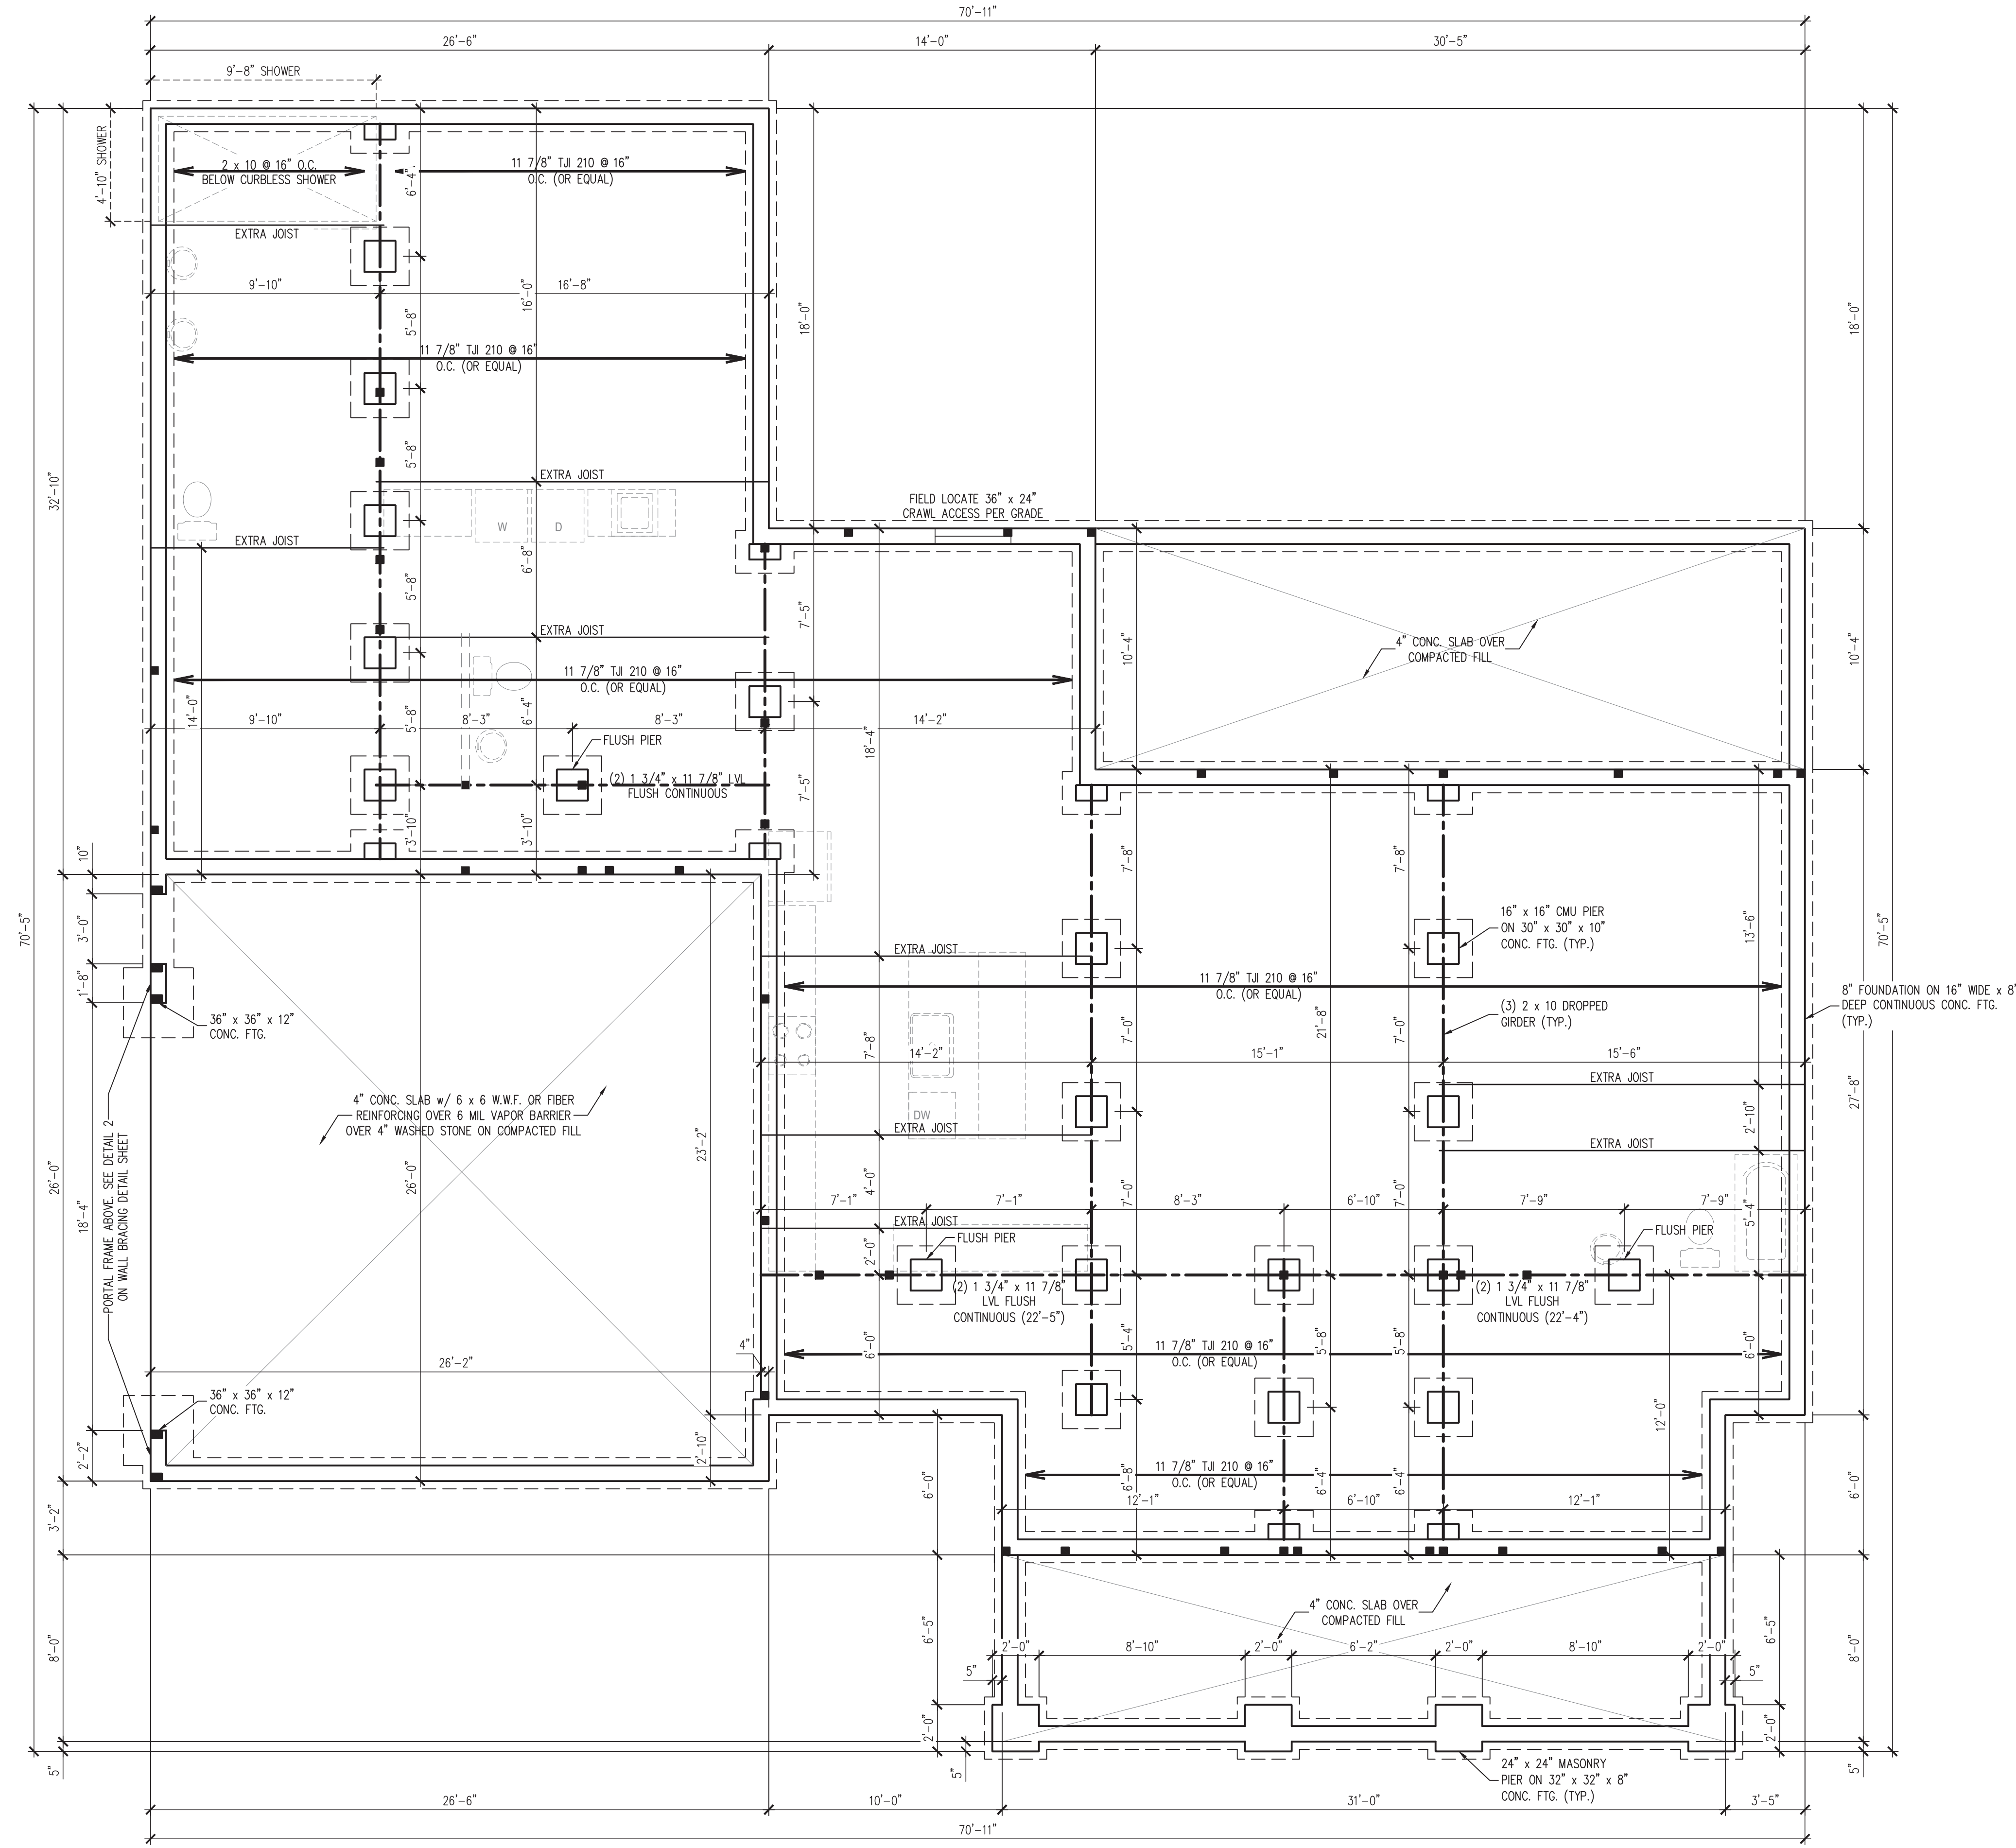 70'-11"
26'-6"
14'-0"
30'-5"
9'-8" SHOWER
4'-10" SHOWER
2 x 10 @ 16" O.C.
BELOW CURBLESS SHOWER
6'-4"
11 7/8" TJI 210 @ 16"
O.C. (OR EQUAL)
EXTRA JOIST
9'-10"
16'-0"
16'-8"
5'-8"
18'-0"
18'-0"
11 7/8" TJI 210 @ 16"
O.C. (OR EQUAL)
32'-10"
5'-8"
EXTRA JOIST
W
D
FIELD LOCATE 36" x 24"
CRAWL ACCESS PER GRADE
EXTRA JOIST
6'-8"
5'-8"
7'-5"
EXTRA JOIST
10'-4"
4" CONC. SLAB OVER
COMPACTED FILL
10'-4"
11 7/8" TJI 210 @ 16"
O.C. (OR EQUAL)
14'-0"
9'-10"
5'-8"
8'-3"
6'-4"
8'-3"
14'-2"
18'-4"
FLUSH PIER
(2) 1 3/4" x 11 7/8" LVL
FLUSH CONTINUOUS
7'-5"
3'-10"
3'-10"
10"
7'-8"
7'-8"
70'-5"
3'-0"
1'-8"
36" x 36" x 12"
CONC. FTG.
EXTRA JOIST
16" x 16" CMU PIER
ON 30" x 30" x 10"
CONC. FTG. (TYP.)
13'-6"
70'-5"
11 7/8" TJI 210 @ 16"
O.C. (OR EQUAL)
(3) 2 x 10 DROPPED
GIRDER (TYP.)
8" FOUNDATION ON 16" WIDE x 8"
DEEP CONTINUOUS CONC. FTG.
(TYP.)
7'-0"
21'-8"
7'-0"
7'-8"
14'-2"
15'-1"
15'-6"
EXTRA JOIST
27'-8"
4" CONC. SLAB w/ 6 x 6 W.W.F. OR FIBER
REINFORCING OVER 6 MIL VAPOR BARRIER
OVER 4" WASHED STONE ON COMPACTED FILL
DW
2'-10"
EXTRA JOIST
EXTRA JOIST
PORTAL FRAME ABOVE. SEE DETAIL 2
ON WALL BRACING DETAIL SHEET
26'-0"
18'-4"
26'-0"
23'-2"
4'-0"
7'-0"
7'-0"
7'-1"
7'-1"
8'-3"
6'-10"
7'-9"
7'-9"
5'-4"
EXTRA JOIST
FLUSH PIER
FLUSH PIER
2'-0"
(2) 1 3/4" x 11 7/8"
LVL FLUSH
CONTINUOUS (22'-5")
(2) 1 3/4" x 11 7/8"
LVL FLUSH
CONTINUOUS (22'-4")
6'-0"
5'-4"
5'-8"
5'-8"
6'-0"
4"
26'-2"
11 7/8" TJI 210 @ 16"
O.C. (OR EQUAL)
36" x 36" x 12"
CONC. FTG.
12'-0"
2'-2"
2'-10"
6'-0"
6'-8"
11 7/8" TJI 210 @ 16"
O.C. (OR EQUAL)
6'-4"
6'-4"
6'-0"
12'-1"
6'-10"
12'-1"
3'-2"
4" CONC. SLAB OVER
COMPACTED FILL
8'-0"
6'-5"
6'-5"
8'-0"
2'-0"
8'-10"
2'-0"
6'-2"
2'-0"
8'-10"
2'-0"
5"
5"
2'-0"
2'-0"
5"
5"
5"
24" x 24" MASONRY
PIER ON 32" x 32" x 8"
CONC. FTG. (TYP.)
26'-6"
10'-0"
31'-0"
3'-5"
70'-11"